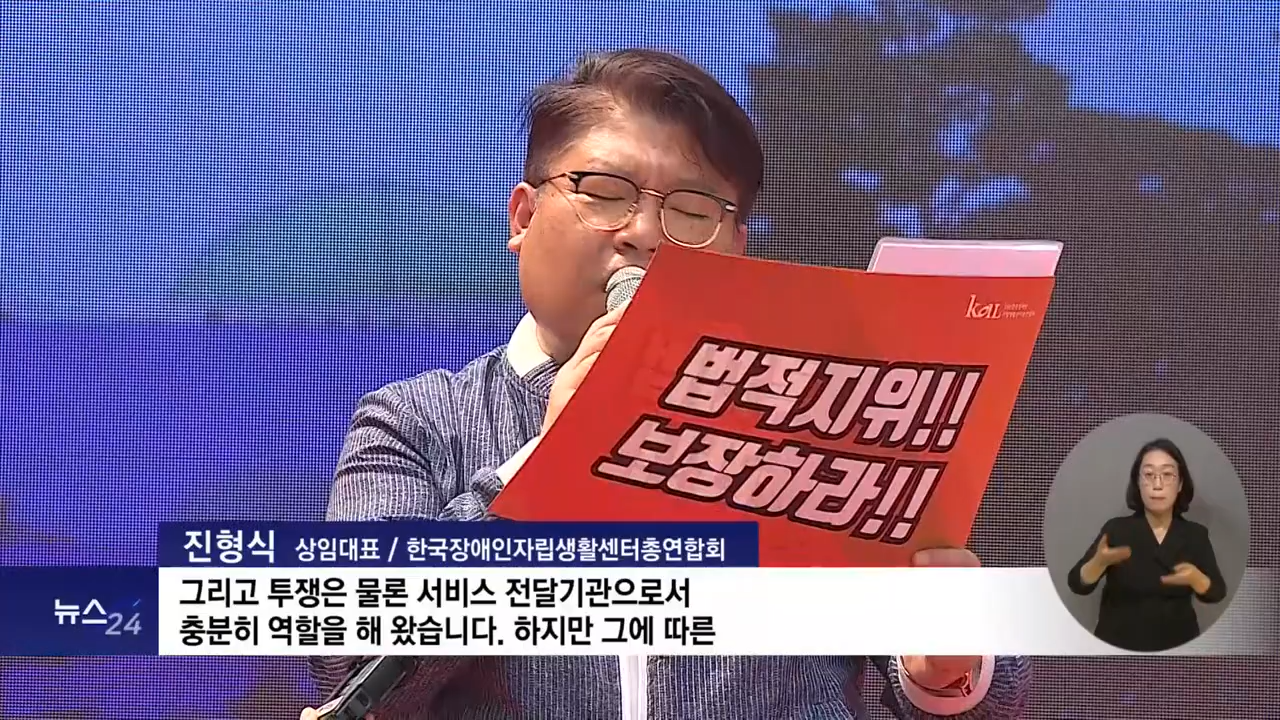 KaIL
법적지위!!
보장하라!!
진형식 상임대표 / 한국장애인자립생활센터총연합회
뉴스24
그리고 투쟁은 물론 서비스 전달기관으로서
충분히 역할을 해 왔습니다. 하지만 그에 따른